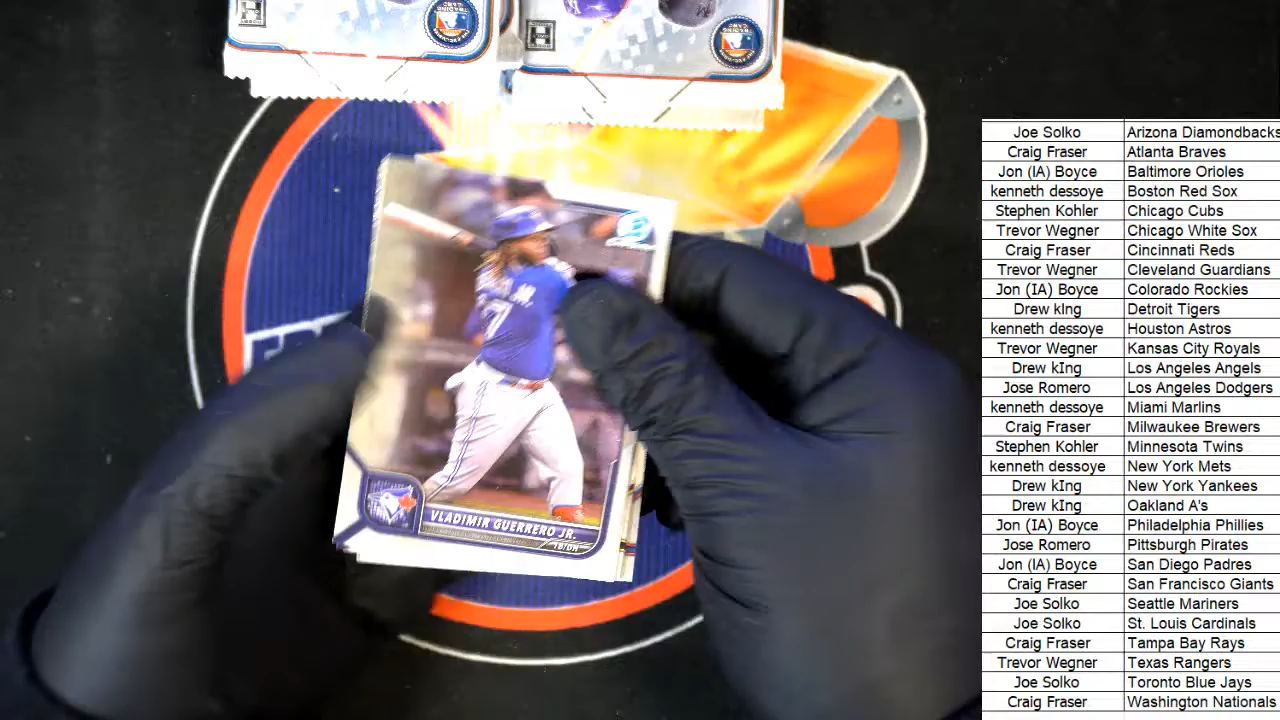 VLADIMIR GUERRERO JR.
1B/DH
Joe Solko Arizona Diamondbacks
Craig Fraser Atlanta Braves
Jon (IA) Boyce Baltimore Orioles
kenneth dessoye Boston Red Sox
Stephen Kohler Chicago Cubs
Trevor Wegner Chicago White Sox
Craig Fraser Cincinnati Reds
Trevor Wegner Cleveland Guardians
Jon (IA) Boyce Colorado Rockies
Drew kIng Detroit Tigers
kenneth dessoye Houston Astros
Trevor Wegner Kansas City Royals
Drew kIng Los Angeles Angels
Jose Romero Los Angeles Dodgers
kenneth dessoye Miami Marlins
Craig Fraser Milwaukee Brewers
Stephen Kohler Minnesota Twins
kenneth dessoye New York Mets
Drew kIng New York Yankees
Drew kIng Oakland A's
Jon (IA) Boyce Philadelphia Phillies
Jose Romero Pittsburgh Pirates
Jon (IA) Boyce San Diego Padres
Craig Fraser San Francisco Giants
Joe Solko Seattle Mariners
Joe Solko St. Louis Cardinals
Craig Fraser Tampa Bay Rays
Trevor Wegner Texas Rangers
Joe Solko Toronto Blue Jays
Craig Fraser Washington Nationals